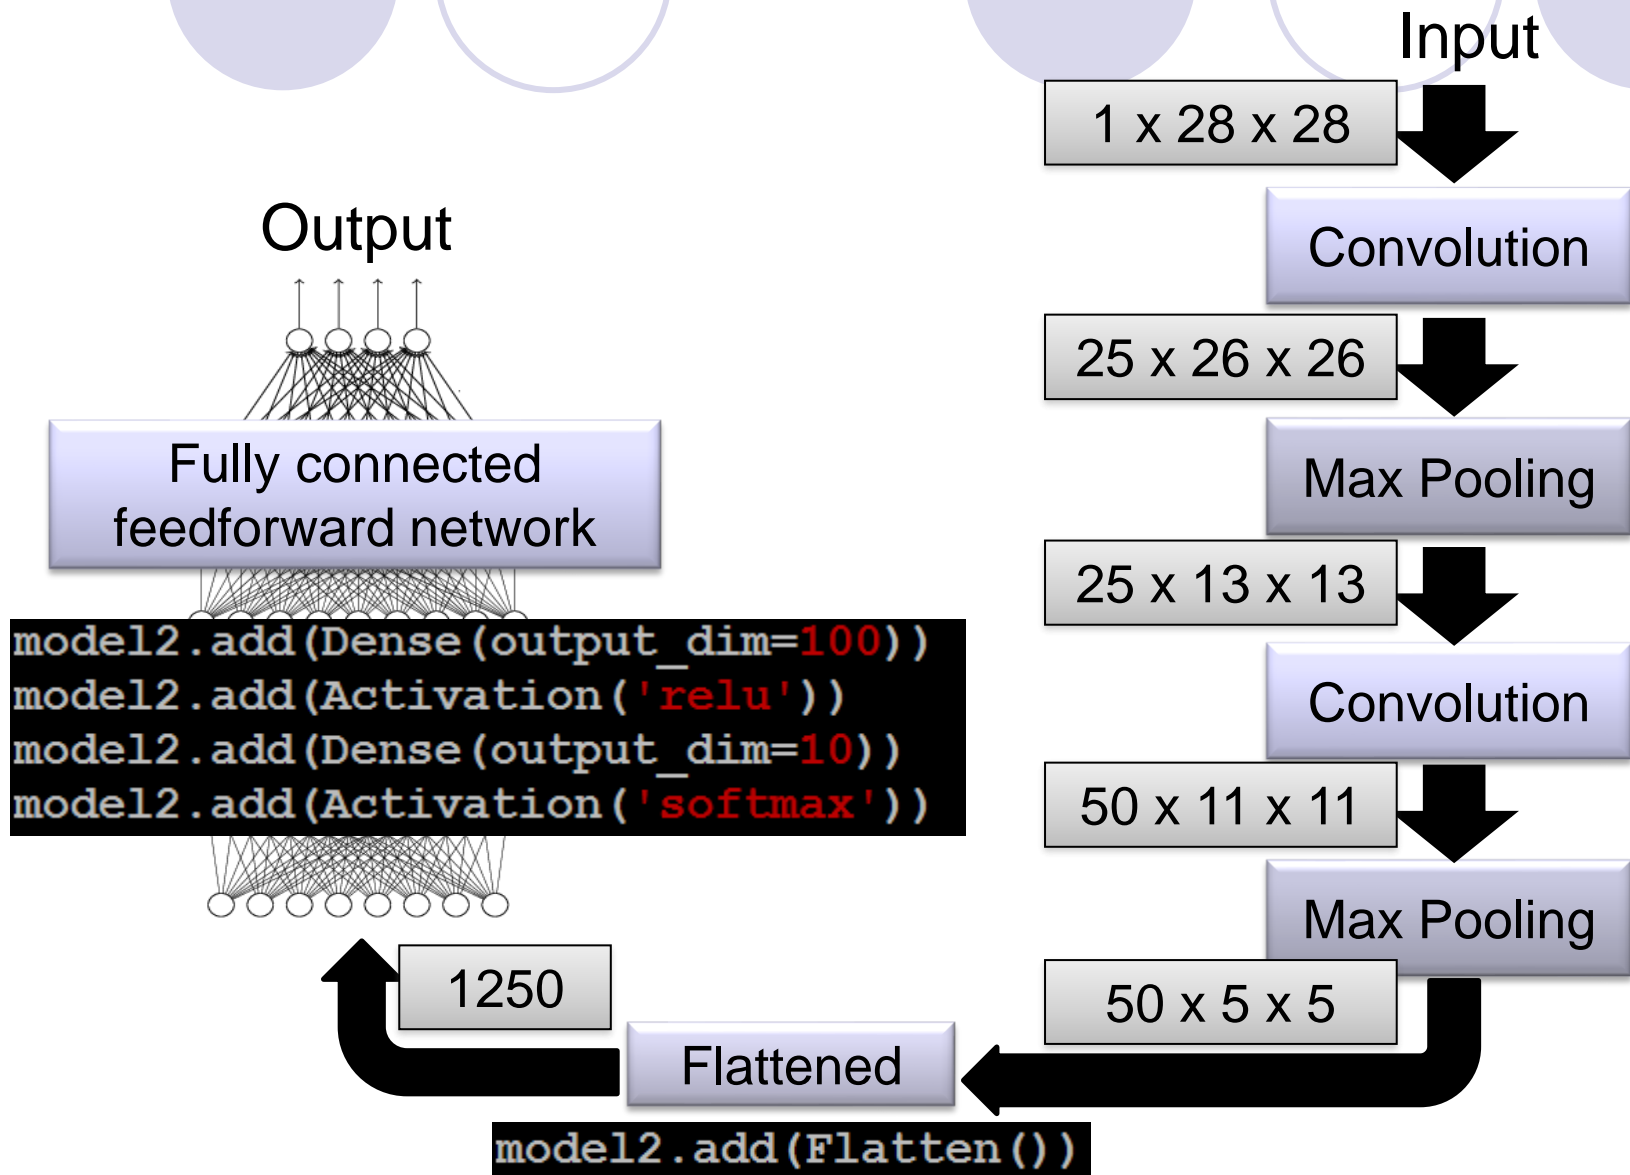 Input
1 x 28 x 28
Convolution
25 x 26 x 26
Max Pooling
25 x 13 x 13
Convolution
50 x 11 x 11
Max Pooling
50 x 5 x 5
Flattened
model2.add(Flatten())
1250
Output
Fully connected
feedforward network
model2.add(Dense(output_dim=100))
model2.add(Activation('relu'))
model2.add(Dense(output_dim=10))
model2.add(Activation('softmax'))